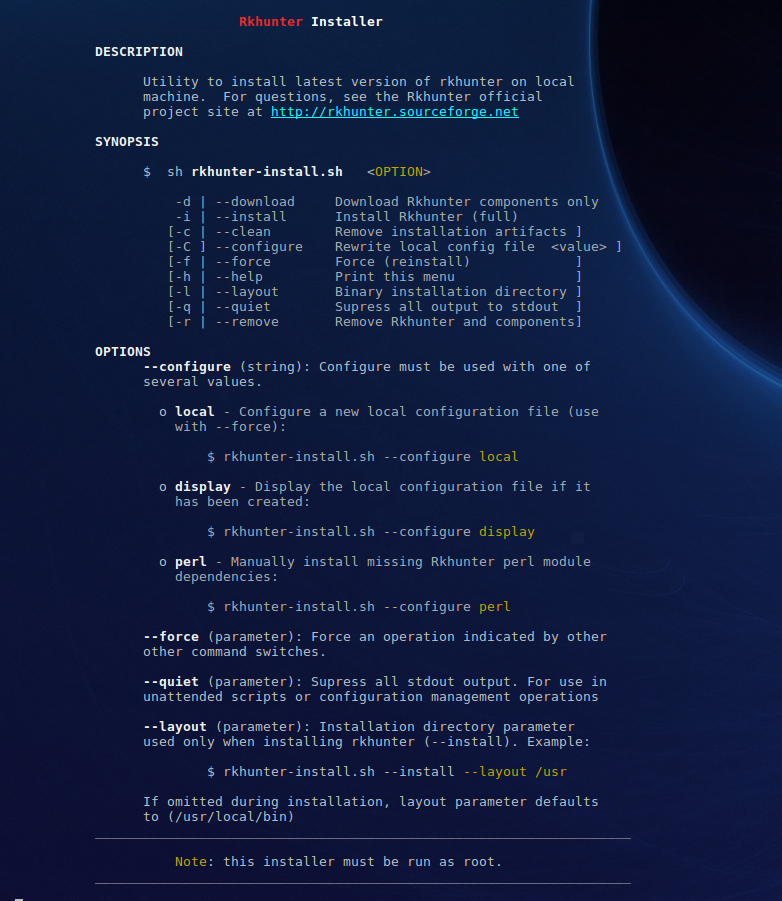 Rkhunter Installer
DESCRIPTION
Utility to install latest version of rkhunter on local
machine.  For questions, see the Rkhunter official
project site at http://rkhunter.sourceforge.net
SYNOPSIS
$  sh rkhunter-install.sh   <OPTION>
-d | --download     Download Rkhunter components only
-i | --install      Install Rkhunter (full)
[-c | --clean        Remove installation artifacts ]
[-C ] --configure    Rewrite local config file  <value> ]
[-f | --force        Force (reinstall)             ]
[-h | --help         Print this menu               ]
[-l | --layout       Binary installation directory ]
[-q | --quiet        Supress all output to stdout  ]
[-r | --remove       Remove Rkhunter and components]
OPTIONS
--configure (string): Configure must be used with one of
several values.
o local - Configure a new local configuration file (use
with --force):
$ rkhunter-install.sh --configure local
o display - Display the local configuration file if it
has been created:
$ rkhunter-install.sh --configure display
o perl - Manually install missing Rkhunter perl module
dependencies:
$ rkhunter-install.sh --configure perl
--force (parameter): Force an operation indicated by other
other command switches.
--quiet (parameter): Supress all stdout output. For use in
unattended scripts or configuration management operations
--layout (parameter): Installation directory parameter
used only when installing rkhunter (--install). Example:
$ rkhunter-install.sh --install --layout /usr
If omitted during installation, layout parameter defaults
to (/usr/local/bin)
Note: this installer must be run as root.